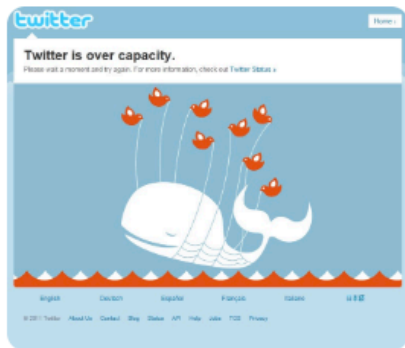 twitter
Home ›
Twitter is over capacity.
Please wait a moment and try again. For more information, check out Twitter Status »
English Deutsch Español Français Italiano 日本語
© 2011 Twitter About Us Contact Blog Status API Help Jobs TOS Privacy